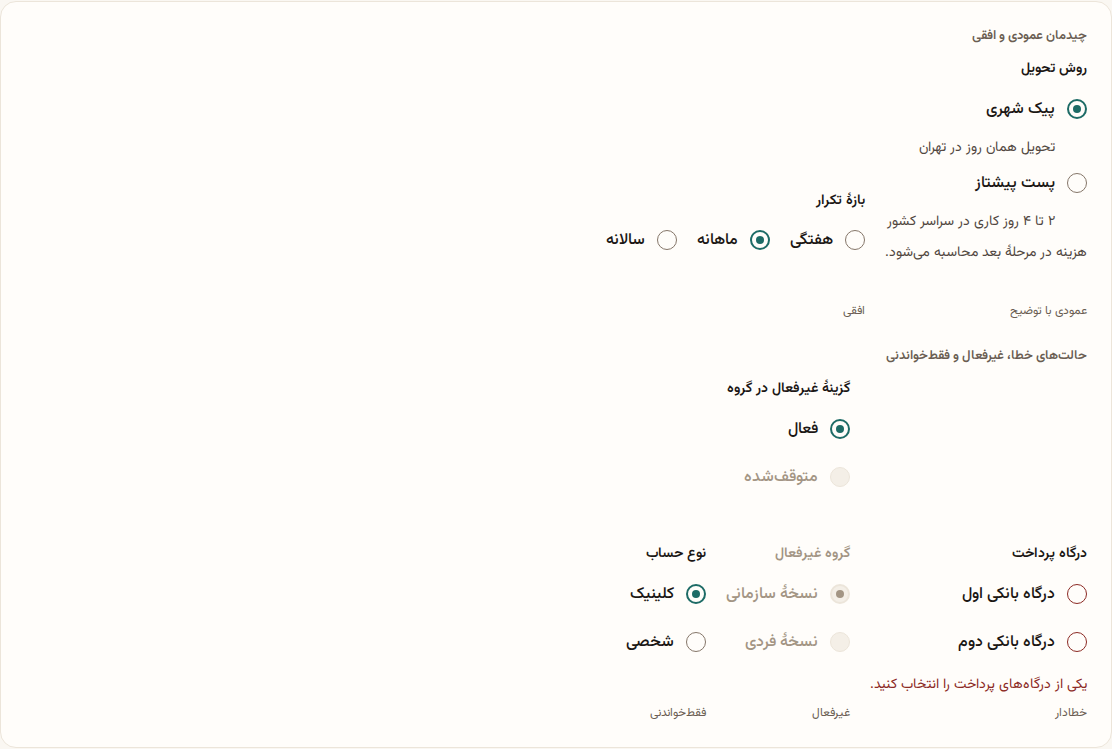 چیدمان عمودی و افقی
روش تحویل
پیک شهری
تحویل همان روز در تهران
پست پیشتاز
۲ تا ۴ روز کاری در سراسر کشور
هزینه در مرحلهٔ بعد محاسبه می‌شود.
عمودی با توضیح
بازهٔ تکرار
هفتگی ماهانه سالانه
افقی
حالت‌های خطا، غیرفعال و فقط‌خواندنی
درگاه پرداخت
درگاه بانکی اول
درگاه بانکی دوم
یکی از درگاه‌های پرداخت را انتخاب کنید.
خطادار
گزینهٔ غیرفعال در گروه
فعال
متوقف‌شده
گروه غیرفعال
نسخهٔ سازمانی
نسخهٔ فردی
غیرفعال
نوع حساب
کلینیک
شخصی
فقط‌خواندنی